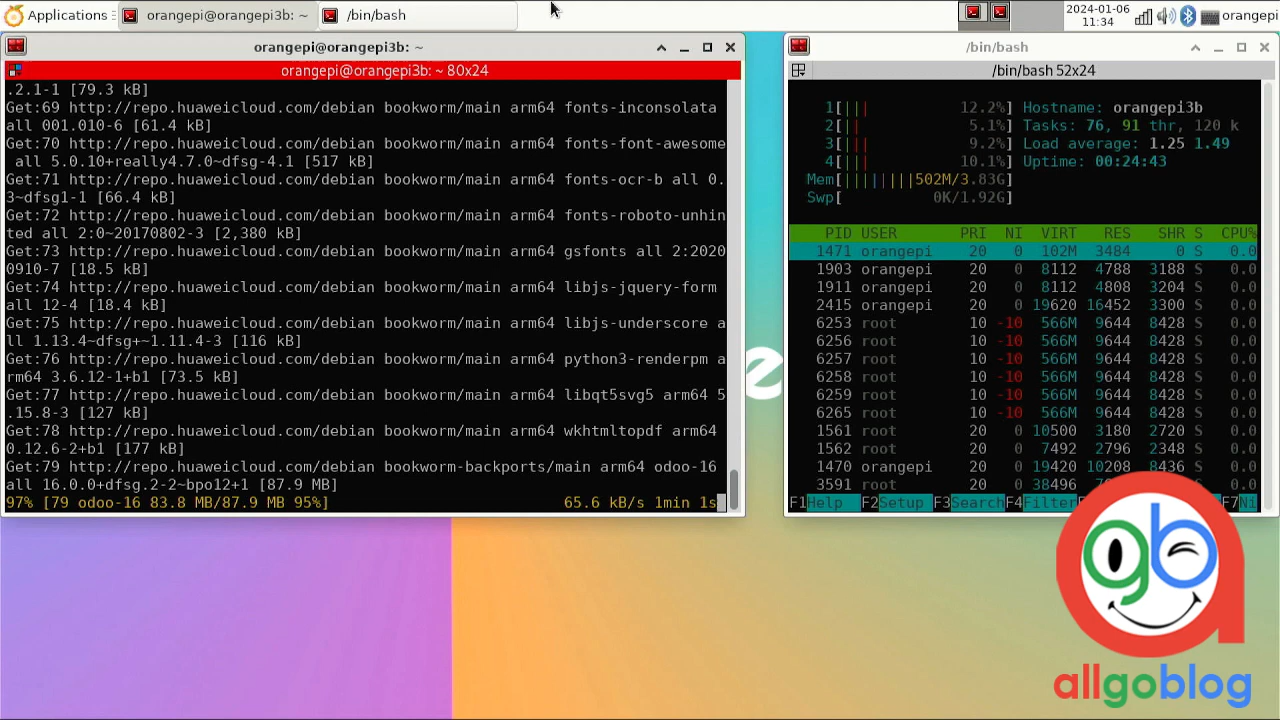 Applications
orangepi@orangepi3b: ~
/bin/bash
2024-01-06
11:34
orangepi
orangepi@orangepi3b: ~
orangepi@orangepi3b: ~ 80x24
.2.1-1 [79.3 kB]
Get:69 http://repo.huaweicloud.com/debian bookworm/main arm64 fonts-inconsolata
all 001.010-6 [61.4 kB]
Get:70 http://repo.huaweicloud.com/debian bookworm/main arm64 fonts-font-awesome
 all 5.0.10+really4.7.0~dfsg-4.1 [517 kB]
Get:71 http://repo.huaweicloud.com/debian bookworm/main arm64 fonts-ocr-b all 0.
3~dfsg1-1 [66.4 kB]
Get:72 http://repo.huaweicloud.com/debian bookworm/main arm64 fonts-roboto-unhin
ted all 2:0~20170802-3 [2,380 kB]
Get:73 http://repo.huaweicloud.com/debian bookworm/main arm64 gsfonts all 2:2020
0910-7 [18.5 kB]
Get:74 http://repo.huaweicloud.com/debian bookworm/main arm64 libjs-jquery-form
all 12-4 [18.4 kB]
Get:75 http://repo.huaweicloud.com/debian bookworm/main arm64 libjs-underscore a
ll 1.13.4~dfsg+~1.11.4-3 [116 kB]
Get:76 http://repo.huaweicloud.com/debian bookworm/main arm64 python3-renderpm a
rm64 3.6.12-1+b1 [73.5 kB]
Get:77 http://repo.huaweicloud.com/debian bookworm/main arm64 libqt5svg5 arm64 5
.15.8-3 [127 kB]
Get:78 http://repo.huaweicloud.com/debian bookworm/main arm64 wkhtmltopdf arm64
0.12.6-2+b1 [177 kB]
Get:79 http://repo.huaweicloud.com/debian bookworm-backports/main arm64 odoo-16
all 16.0.0+dfsg.2-2~bpo12+1 [87.9 MB]
97% [79 odoo-16 83.8 MB/87.9 MB 95%] 65.6 kB/s 1min 1s
/bin/bash
/bin/bash 52x24
1[||| 12.2%] Hostname: orangepi3b
2[|| 5.1%] Tasks: 76, 91 thr, 120 k
3[||| 9.2%] Load average: 1.25 1.49
4[||| 10.1%] Uptime: 00:24:43
Mem[||||||||502M/3.83G]
Swp[ 0K/1.92G]
PID USER PRI NI VIRT RES SHR S CPU%
1471 orangepi 20 0 102M 3484 0 S 0.0
1903 orangepi 20 0 8112 4788 3188 S 0.0
1911 orangepi 20 0 8112 4808 3204 S 0.0
2415 orangepi 20 0 19620 16452 3300 S 0.0
6253 root 10 -10 566M 9644 8428 S 0.0
6256 root 10 -10 566M 9644 8428 S 0.0
6257 root 10 -10 566M 9644 8428 S 0.0
6258 root 10 -10 566M 9644 8428 S 0.0
6259 root 10 -10 566M 9644 8428 S 0.0
6265 root 10 -10 566M 9644 8428 S 0.0
1561 root 20 0 10500 3180 2720 S 0.0
1562 root 20 0 7492 2796 2348 S 0.0
1470 orangepi 20 0 19420 10208 8436 S 0.0
3591 root 20 0 38496 S 0.0
F1Help F2Setup F3Search F4Filter F7Ni
e
gb
allgoblog